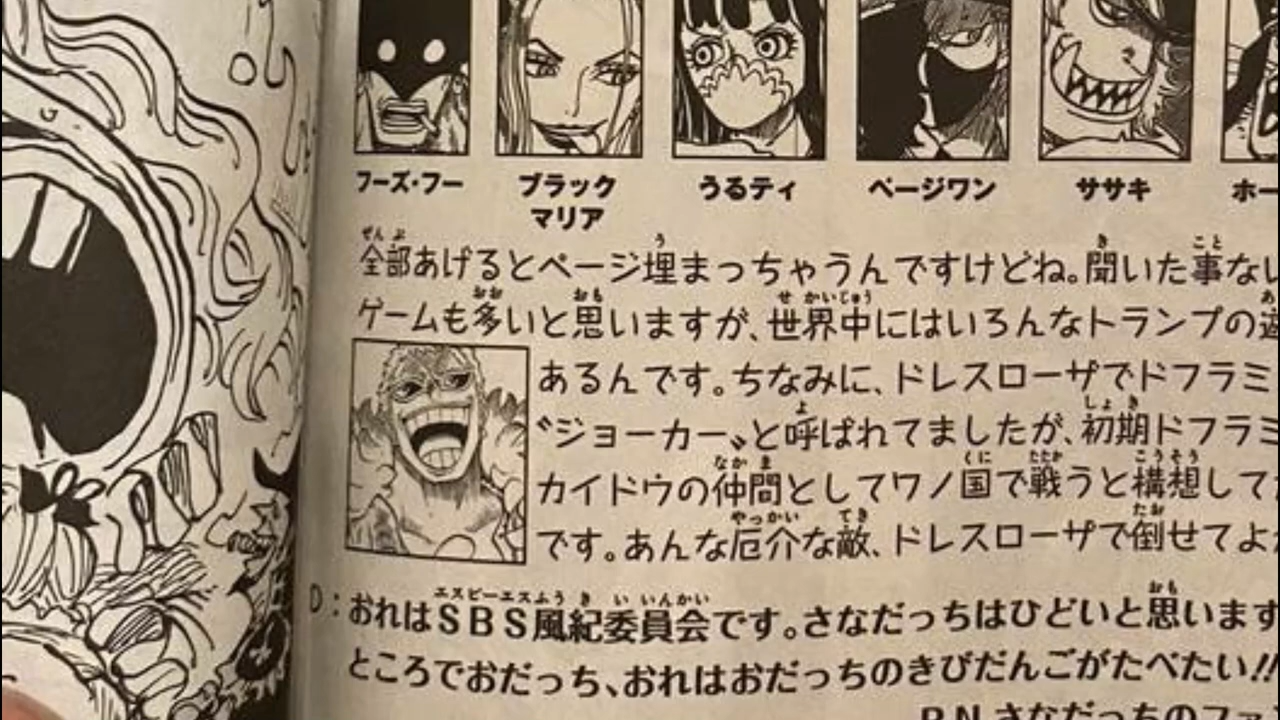 フーズ・フー
ブラック
マリア
うるティ
ページワン
ササキ
ホー
全部あげるとページ埋まっちゃうんですけどね。聞いた事な
ゲームも多いと思いますが、世界中にはいろんなトランプの
あるんです。ちなみに、ドレスローザでドフラミ
〝ジョーカー〟と呼ばれてましたが、初期ドフラミ
カイドウの仲間としてワノ国で戦うと構想して
です。あんな厄介な敵、ドレスローザで倒せてよ
D:おれはSBS風紀委員会です。さなだっちはひどいと思います
ところでおだっち、おれはおだっちのきびだんごがたべたい!!
P.N.さなだっちのファ